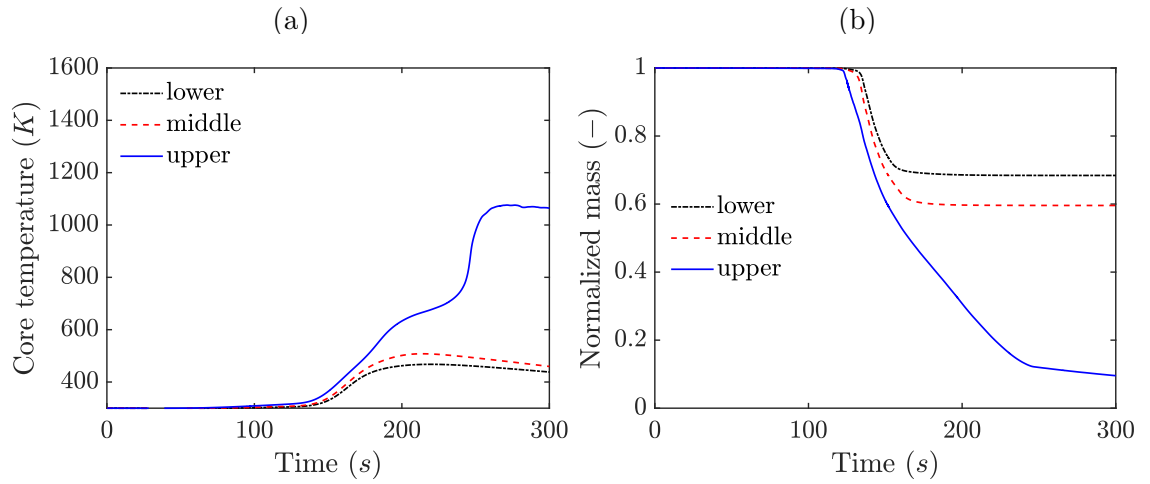 (a)
1600
1400
1200
1000
800
600
400
Core temperature (K)
lower
middle
upper
0
100
200
300
Time (s)
(b)
1
0.8
0.6
0.4
0.2
0
Normalized mass (−)
lower
middle
upper
0
100
200
300
Time (s)